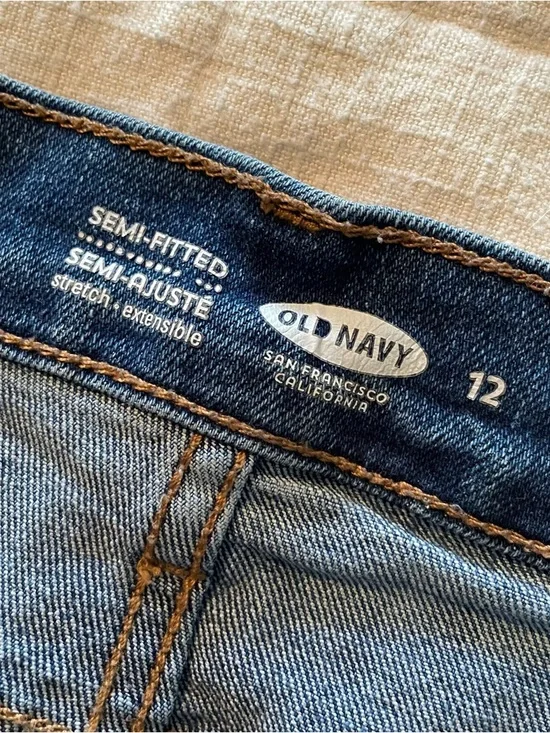 SEMI-FITTED
SEMI-AJUSTÉ
stretch • extensible
OLD NAVY
SAN FRANCISCO
CALIFORNIA
12